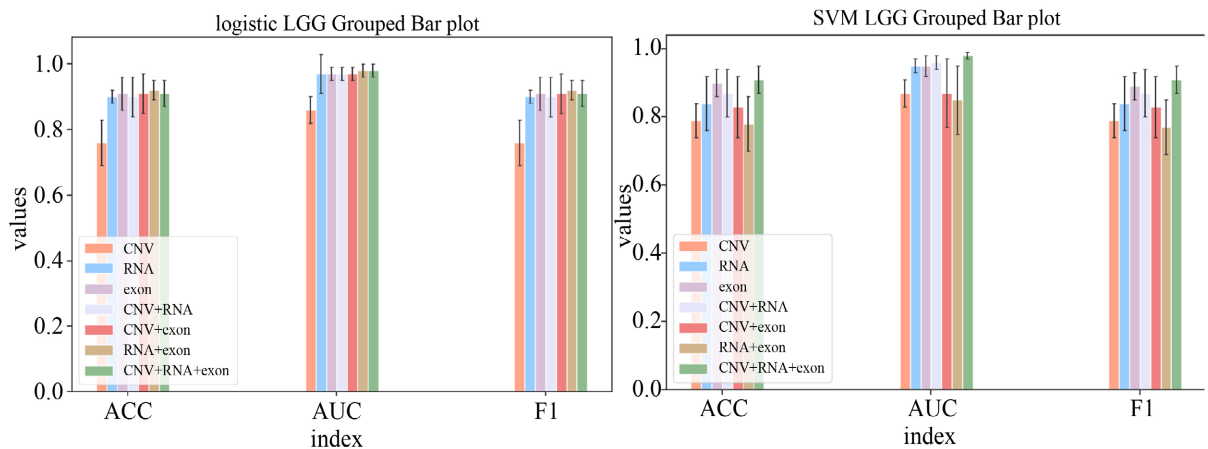 logistic LGG Grouped Bar plot
values
1.0
0.8
0.6
0.4
0.2
0.0
CNV
RNA
exon
CNV+RNA
CNV+exon
RNA+exon
CNV+RNA+exon
ACC
AUC
F1
index
SVM LGG Grouped Bar plot
values
1.0
0.8
0.6
0.4
0.2
0.0
CNV
RNA
exon
CNV+RNA
CNV+exon
RNA+exon
CNV+RNA+exon
ACC
AUC
F1
index